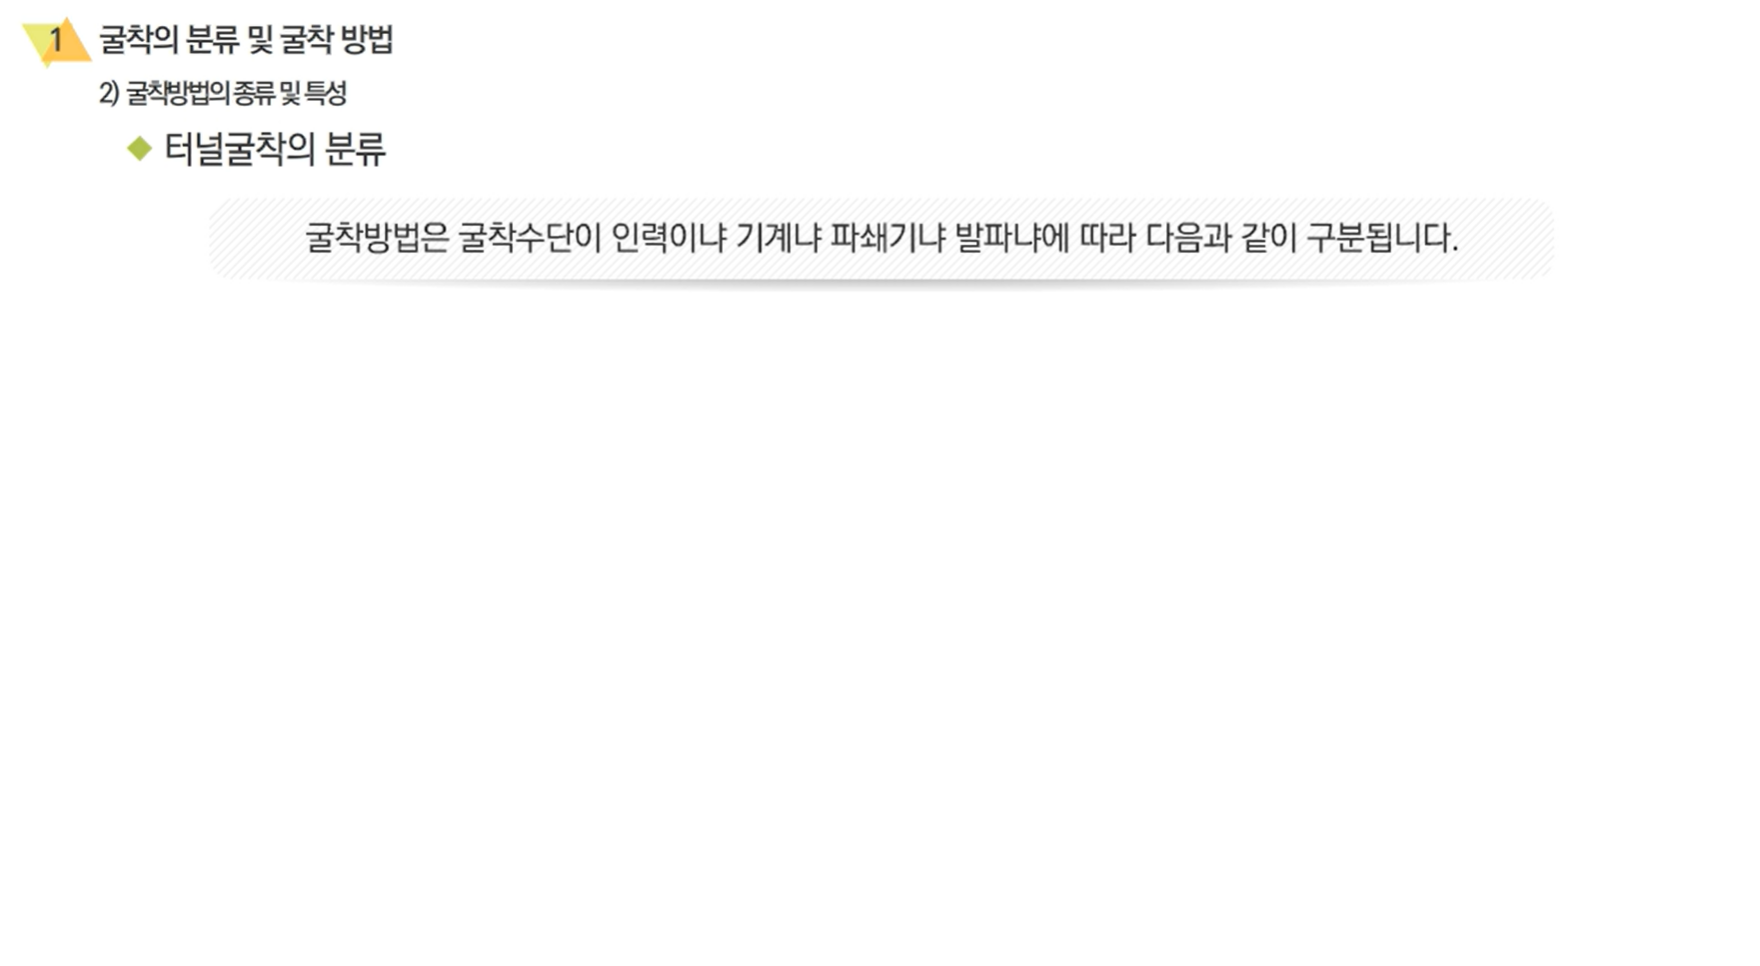 1 굴착의 분류 및 굴착 방법
2) 굴착방법의 종류 및 특성
◆ 터널굴착의 분류
굴착방법은 굴착수단이 인력이냐 기계냐 파쇄기냐 발파냐에 따라 다음과 같이 구분됩니다.